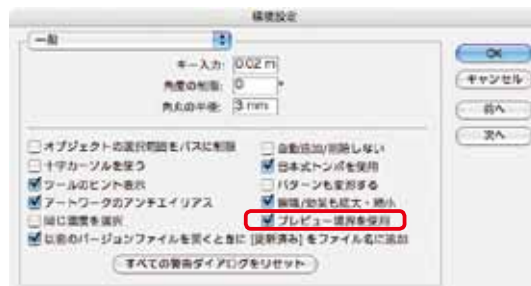 環境設定
一般
OK
キー入力: 0.02 m
キャンセル
角度の制限: 0 °
前へ
角丸の半径: 3 mm
次へ
オブジェクトの選択範囲をパスに制限
自動追加/削除しない
十字カーソルを使う
日本式トンボを使用
ツールのヒント表示
パターンも変形する
アートワークのアンチエイリアス
線幅/効果も拡大・縮小
同じ濃度を選択
プレビュー境界を使用
以前のバージョンファイルを開くときに [変換済み] をファイル名に追加
すべての警告ダイアログをリセット